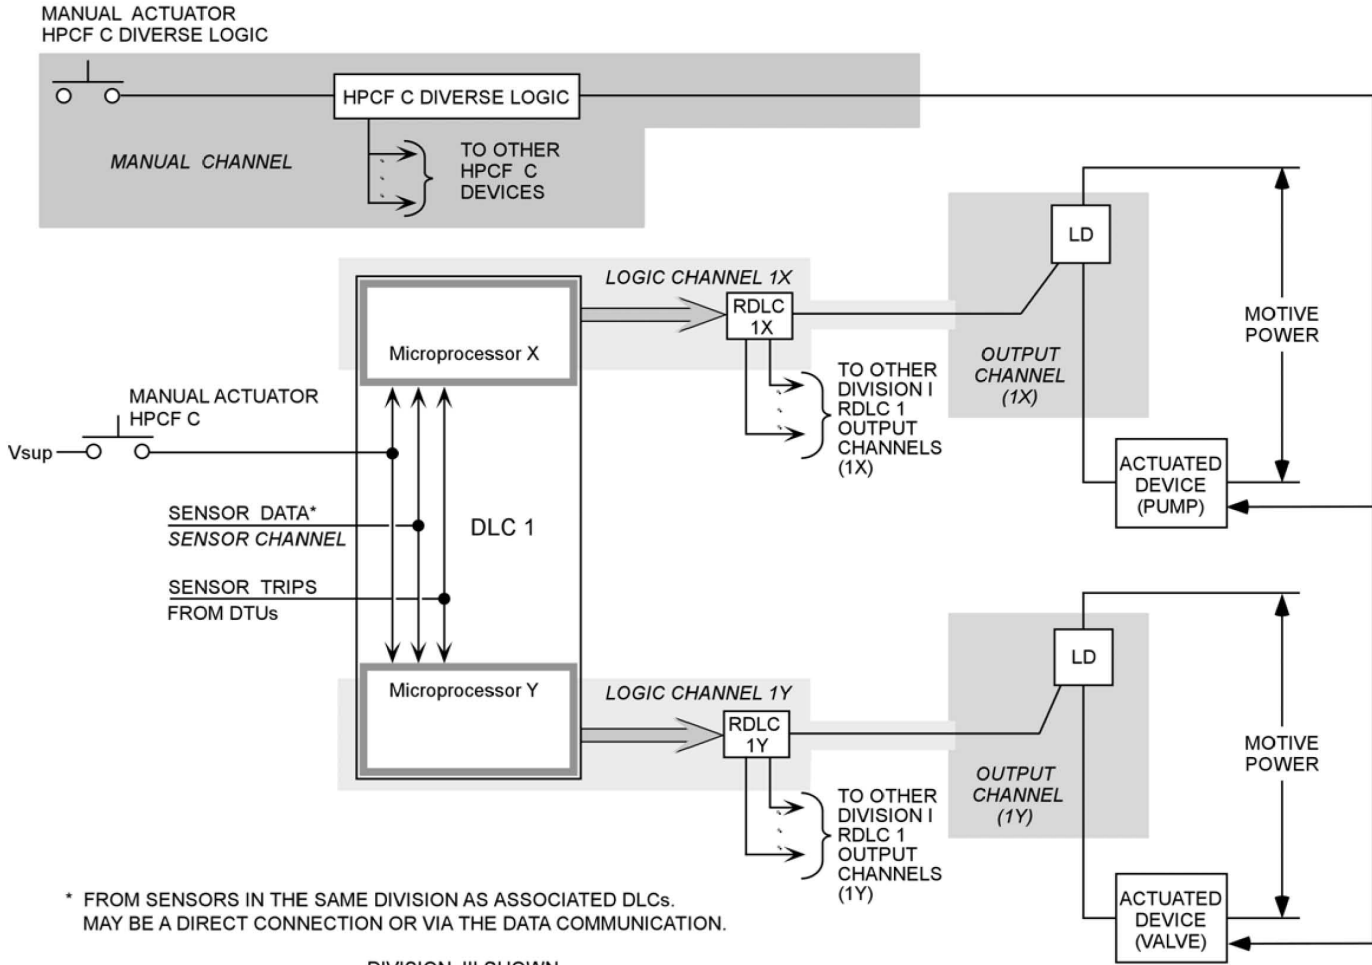 MANUAL ACTUATOR
HPCF C DIVERSE LOGIC
HPCF C DIVERSE LOGIC
MANUAL CHANNEL
TO OTHER
HPCF C
DEVICES
LD
MOTIVE
POWER
LOGIC CHANNEL 1X
RDLC
1X
Microprocessor X
OUTPUT
CHANNEL
(1X)
TO OTHER
DIVISION I
RDLC 1
OUTPUT
CHANNELS
(1X)
MANUAL ACTUATOR
HPCF C
Vsup
ACTUATED
DEVICE
(PUMP)
SENSOR DATA*
SENSOR CHANNEL
DLC 1
SENSOR TRIPS
FROM DTUs
LD
Microprocessor Y
LOGIC CHANNEL 1Y
RDLC
1Y
MOTIVE
POWER
OUTPUT
CHANNEL
(1Y)
TO OTHER
DIVISION I
RDLC 1
OUTPUT
CHANNELS
(1Y)
ACTUATED
DEVICE
(VALVE)
* FROM SENSORS IN THE SAME DIVISION AS ASSOCIATED DLCs.
MAY BE A DIRECT CONNECTION OR VIA THE DATA COMMUNICATION.
DIVISION III SHOWN